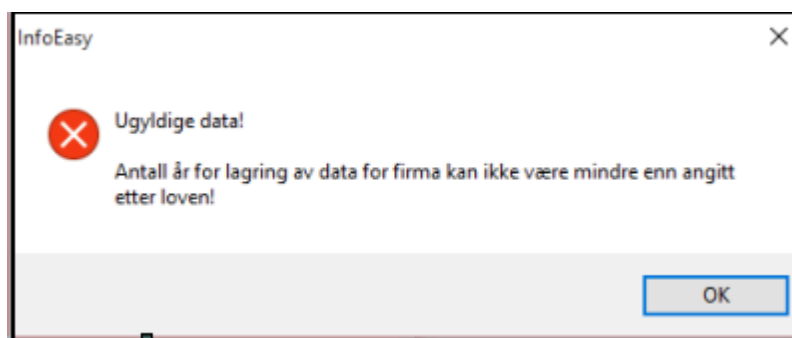 InfoEasy
Ugyldige data!
Antall år for lagring av data for firma kan ikke være mindre enn angitt
etter loven!
OK